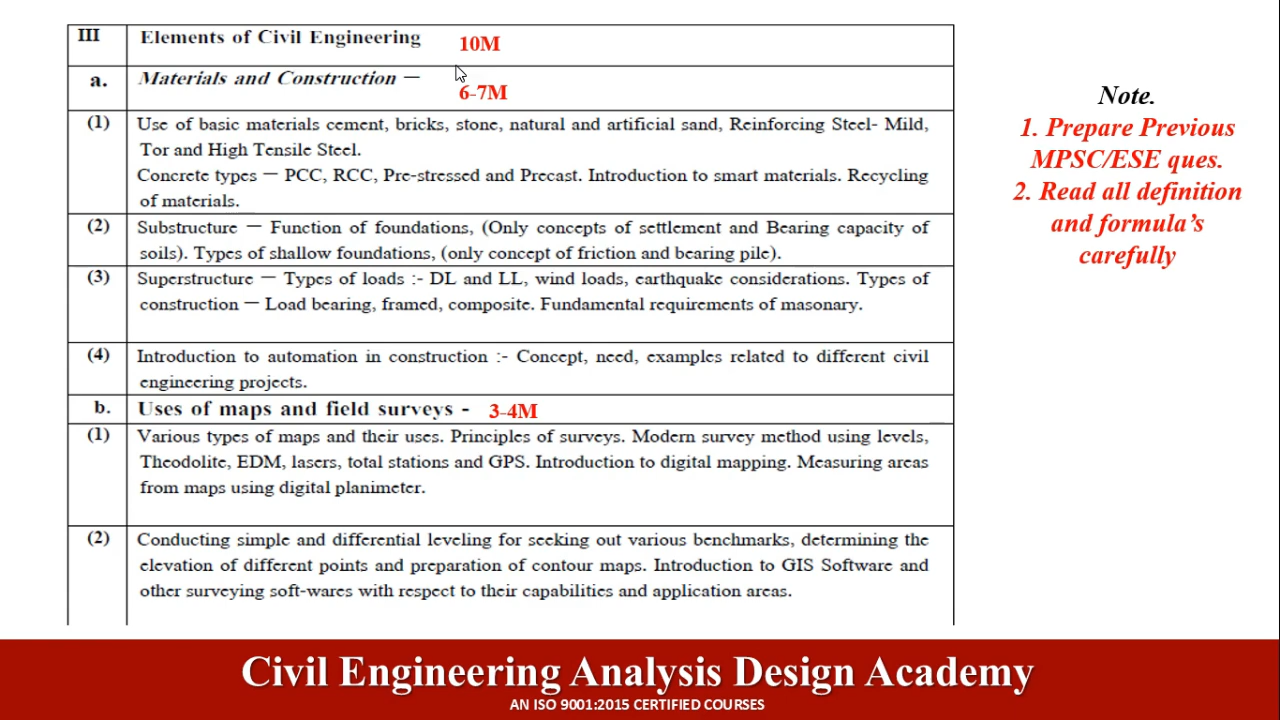 III Elements of Civil Engineering 10M
a. Materials and Construction — 6-7M
(1) Use of basic materials cement, bricks, stone, natural and artificial sand, Reinforcing Steel- Mild,
Tor and High Tensile Steel.
Concrete types — PCC, RCC, Pre-stressed and Precast. Introduction to smart materials. Recycling
of materials.
(2) Substructure — Function of foundations, (Only concepts of settlement and Bearing capacity of
soils). Types of shallow foundations, (only concept of friction and bearing pile).
(3) Superstructure — Types of loads :- DL and LL, wind loads, earthquake considerations. Types of
construction — Load bearing, framed, composite. Fundamental requirements of masonary.
(4) Introduction to automation in construction :- Concept, need, examples related to different civil
engineering projects.
b. Uses of maps and field surveys - 3-4M
(1) Various types of maps and their uses. Principles of surveys. Modern survey method using levels,
Theodolite, EDM, lasers, total stations and GPS. Introduction to digital mapping. Measuring areas
from maps using digital planimeter.
(2) Conducting simple and differential leveling for seeking out various benchmarks, determining the
elevation of different points and preparation of contour maps. Introduction to GIS Software and
other surveying soft-wares with respect to their capabilities and application areas.
Note.
1. Prepare Previous
MPSC/ESE ques.
2. Read all definition
and formula’s
carefully
Civil Engineering Analysis Design Academy
AN ISO 9001:2015 CERTIFIED COURSES